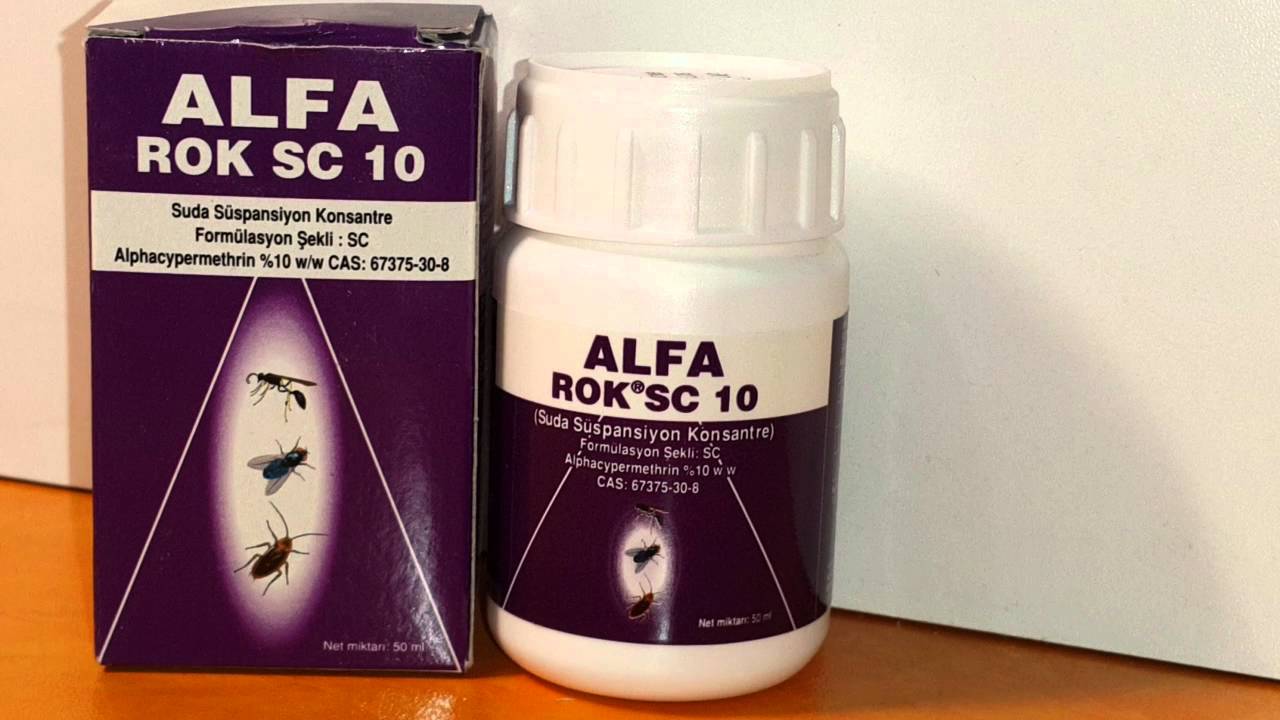 ALFA
ROK SC 10
Suda Süspansiyon Konsantre
Formülasyon Şekli : SC
Alphacypermethrin %10 w/w CAS: 67375-30-8
Net miktarı: 50 ml
ALFA
ROK®SC 10
(Suda Süspansiyon Konsantre)
Formülasyon Şekli: SC
Alphacypermethrin %10 w w
CAS: 67375-30-8
Net miktarı: 50 ml